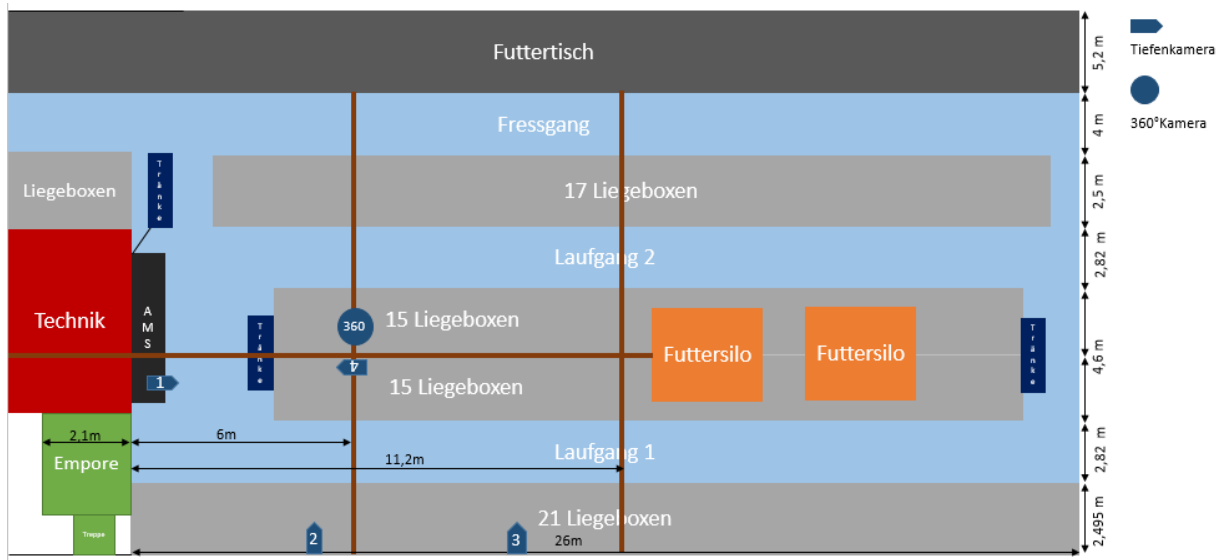 Futtertisch
5,2 m
Tiefenkamera
360°Kamera
Fressgang
4 m
Liegeboxen
Tränke
17 Liegeboxen
2,5 m
Laufgang 2
2,82 m
Technik
AMS
Tränke
360
15 Liegeboxen
Futtersilo
Futtersilo
Tränke
4,6 m
1
4
15 Liegeboxen
2,1m
6m
Empore
11,2m
Laufgang 1
2,82 m
Treppe
2
3
21 Liegeboxen
26m
2,495 m